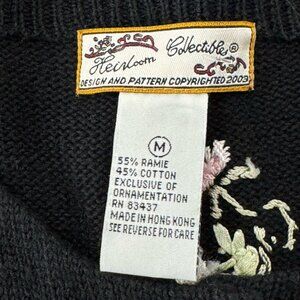 Heirloom Collectibles®
DESIGN AND PATTERN COPYRIGHTED 2003
M
55% RAMIE
45% COTTON
EXCLUSIVE OF
ORNAMENTATION
RN 83437
MADE IN HONG KONG
SEE REVERSE FOR CARE